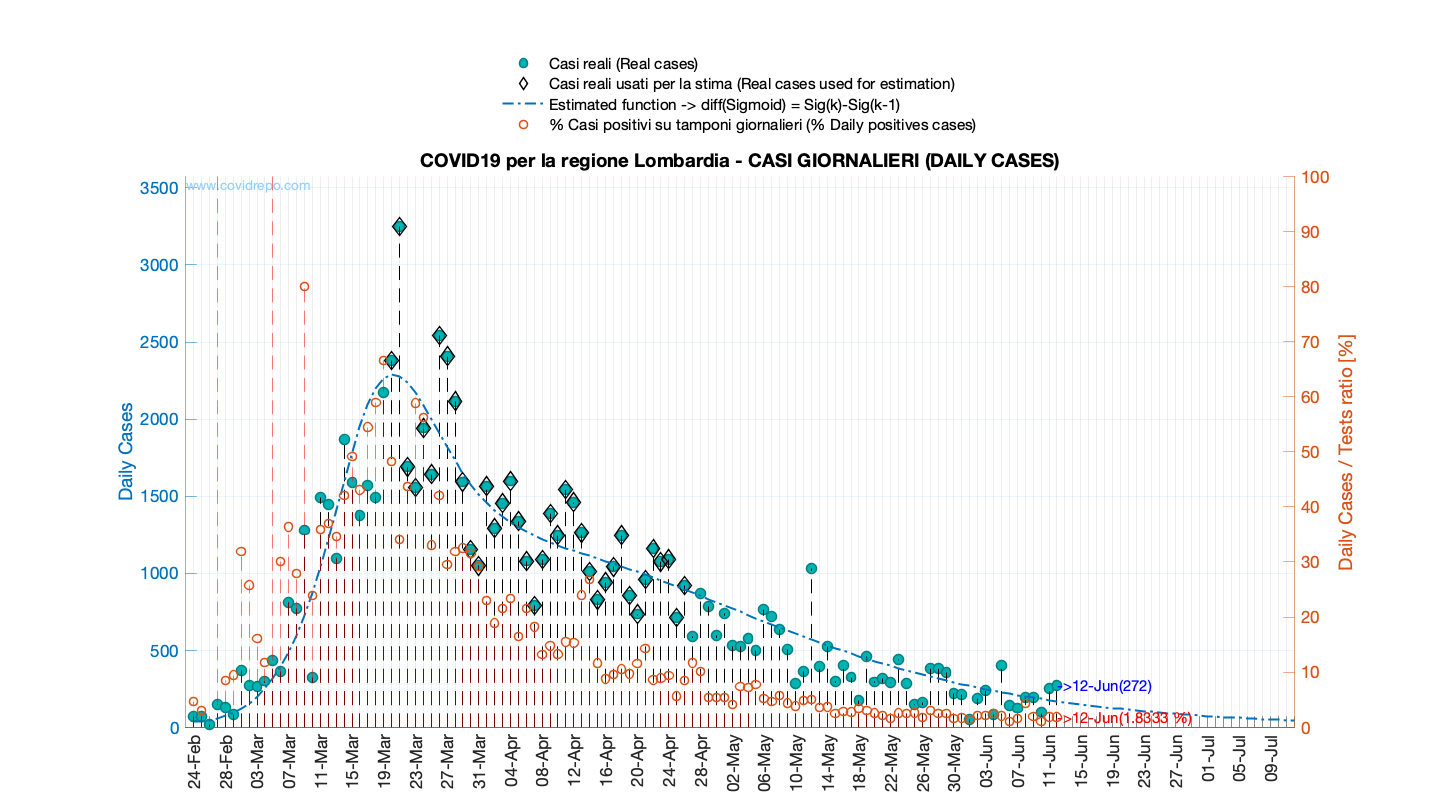 Casi reali (Real cases)
Casi reali usati per la stima (Real cases used for estimation)
Estimated function -> diff(Sigmoid) = Sig(k)-Sig(k-1)
% Casi positivi su tamponi giornalieri (% Daily positives cases)
COVID19 per la regione Lombardia - CASI GIORNALIERI (DAILY CASES)
www.covidrepo.com
Daily Cases
3500
3000
2500
2000
1500
1000
500
0
100
90
80
70
60
50
40
30
20
10
0
Daily Cases / Tests ratio [%]
->12-Jun(272)
->12-Jun(1.8333 %)
24-Feb
28-Feb
03-Mar
07-Mar
11-Mar
15-Mar
19-Mar
23-Mar
27-Mar
31-Mar
04-Apr
08-Apr
12-Apr
16-Apr
20-Apr
24-Apr
28-Apr
02-May
06-May
10-May
14-May
18-May
22-May
26-May
30-May
03-Jun
07-Jun
11-Jun
15-Jun
19-Jun
23-Jun
27-Jun
01-Jul
05-Jul
09-Jul